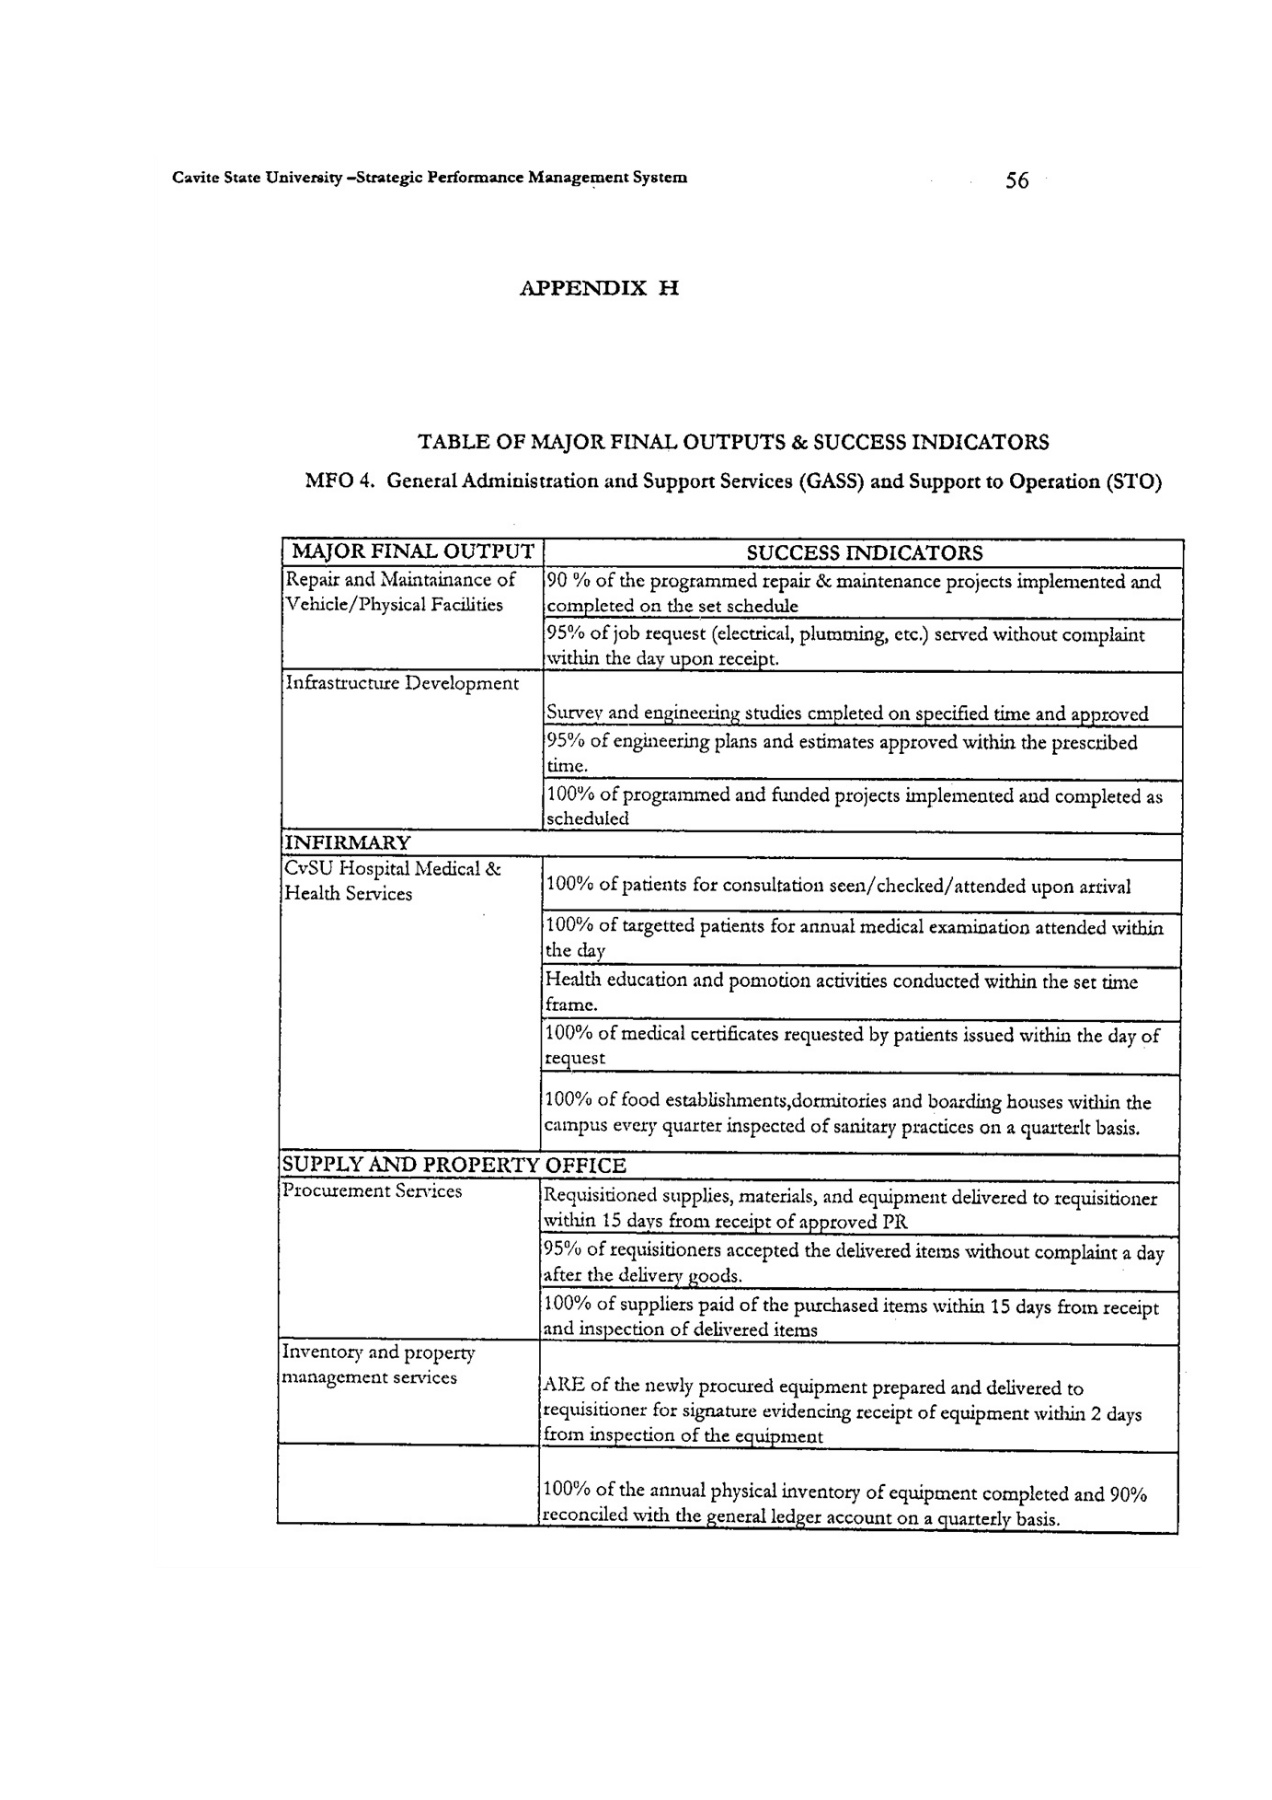 Cavite State University –Strategic Performance Management System 56
APPENDIX H
TABLE OF MAJOR FINAL OUTPUTS & SUCCESS INDICATORS
MFO 4. General Administration and Support Services (GASS) and Support to Operation (STO)
MAJOR FINAL OUTPUT SUCCESS INDICATORS
Repair and Maintainance of
Vehicle/Physical Facilities
90 % of the programmed repair & maintenance projects implemented and
completed on the set schedule
95% of job request (electrical, plumming, etc.) served without complaint
within the day upon receipt.
Infrastructure Development
Survey and engineering studies cmpleted on specified time and approved
95% of engineering plans and estimates approved within the prescribed
time.
100% of programmed and funded projects implemented and completed as
scheduled
INFIRMARY
CvSU Hospital Medical &
Health Services
100% of patients for consultation seen/checked/attended upon arrival
100% of targetted patients for annual medical examination attended within
the day
Health education and pomotion activities conducted within the set time
frame.
100% of medical certificates requested by patients issued within the day of
request
100% of food establishments,dormitories and boarding houses within the
campus every quarter inspected of sanitary practices on a quarterlt basis.
SUPPLY AND PROPERTY OFFICE
Procurement Services
Requisitioned supplies, materials, and equipment delivered to requisitioner
within 15 days from receipt of approved PR
95% of requisitioners accepted the delivered items without complaint a day
after the delivery goods.
100% of suppliers paid of the purchased items within 15 days from receipt
and inspection of delivered items
Inventory and property
management services
ARE of the newly procured equipment prepared and delivered to
requisitioner for signature evidencing receipt of equipment within 2 days
from inspection of the equipment
100% of the annual physical inventory of equipment completed and 90%
reconciled with the general ledger account on a quarterly basis.